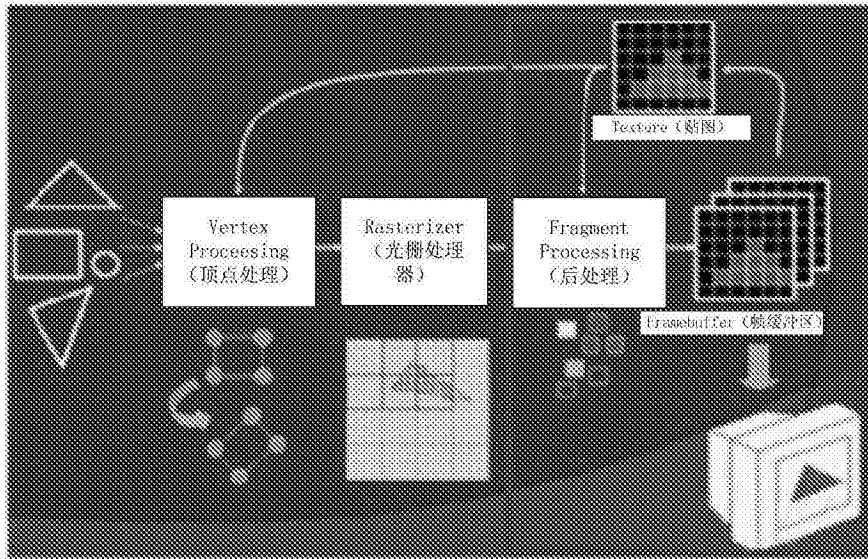 Texture（贴图）
Vertex
Proceesing
（顶点处理）
Rasterizer
（光栅处理
器）
Fragment
Processing
（后处理）
Framebuffer（帧缓冲区）